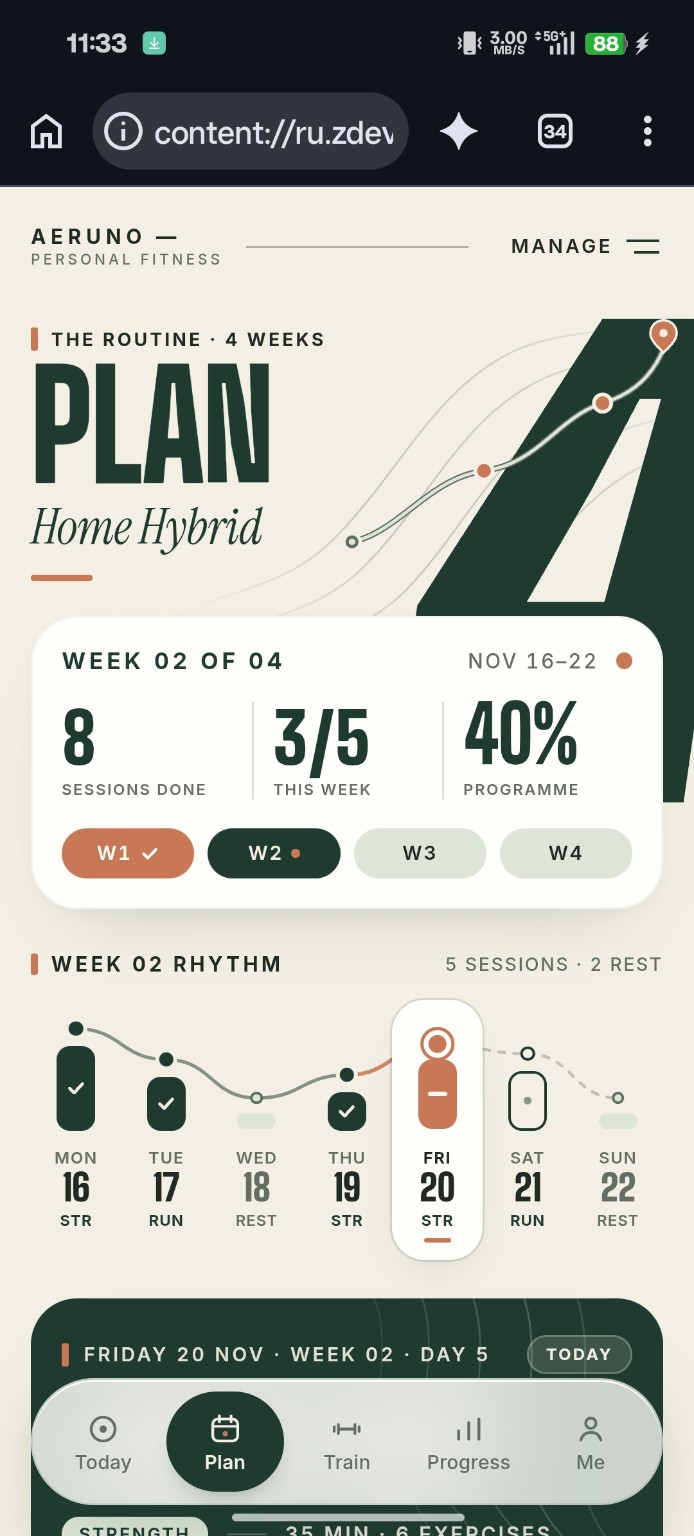 11:33
3.00 MB/S 5G+ 88
content://ru.zdev
34
AERUNO —
PERSONAL FITNESS
MANAGE
THE ROUTINE · 4 WEEKS
PLAN
Home Hybrid
WEEK 02 OF 04 NOV 16–22
8 3/5 40%
SESSIONS DONE THIS WEEK PROGRAMME
W1 W2 W3 W4
WEEK 02 RHYTHM 5 SESSIONS · 2 REST
MON TUE WED THU FRI SAT SUN
16 17 18 19 20 21 22
STR RUN REST STR STR RUN REST
FRIDAY 20 NOV · WEEK 02 · DAY 5 TODAY
Today Plan Train Progress Me
STRENGTH 35 MIN · 6 EXERCISES